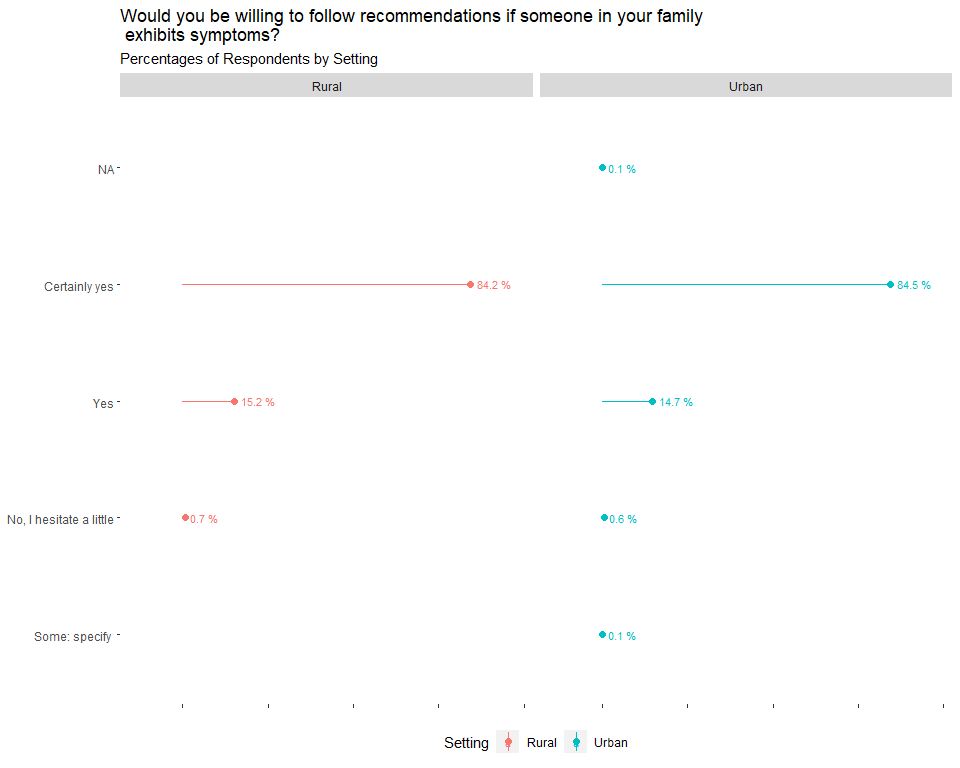 Would you be willing to follow recommendations if someone in your family
exhibits symptoms?
Percentages of Respondents by Setting
Rural
Urban
NA
0.1 %
Certainly yes
84.2 %
84.5 %
Yes
15.2 %
14.7 %
No, I hesitate a little
0.7 %
0.6 %
Some: specify
0.1 %
Setting
Rural
Urban